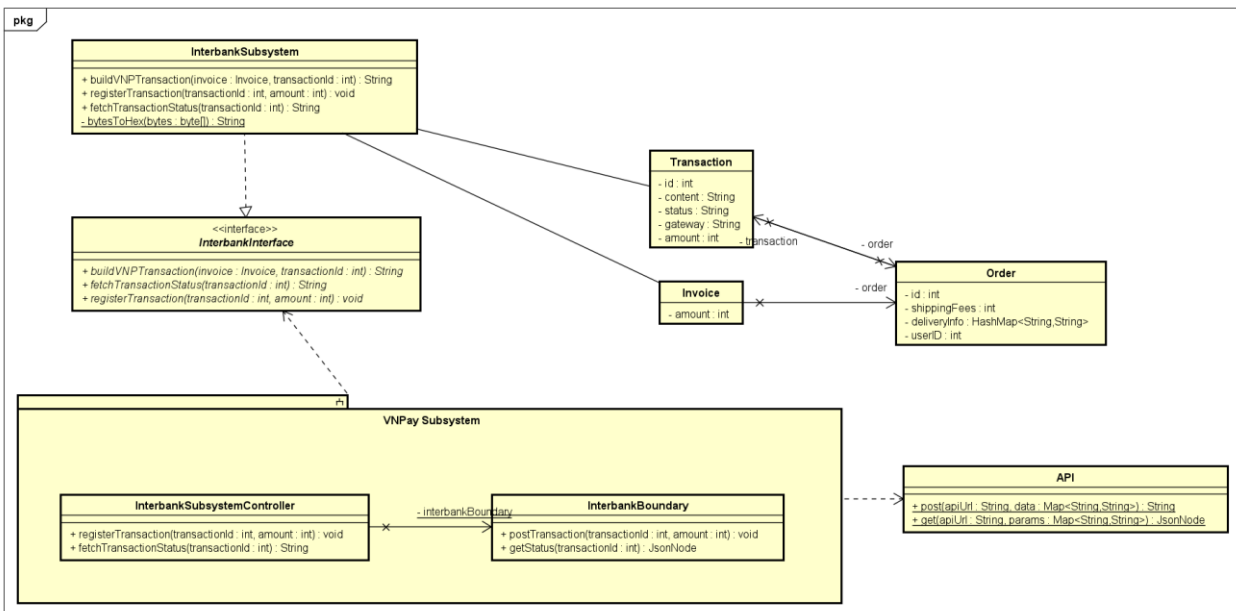 pkg
InterbankSubsystem
+ buildVNPTransaction(invoice : Invoice, transactionId : int) : String
+ registerTransaction(transactionId : int, amount : int) : void
+ fetchTransactionStatus(transactionId : int) : String
- bytesToHex(bytes : byte[]) : String
Transaction
- id : int
- content : String
- status : String
- gateway : String
- amount : int
- transaction
- order
<<interface>>
InterbankInterface
+ buildVNPTransaction(invoice : Invoice, transactionId : int) : String
+ fetchTransactionStatus(transactionId : int) : String
+ registerTransaction(transactionId : int, amount : int) : void
Invoice
- amount : int
- order
Order
- id : int
- shippingFees : int
- deliveryInfo : HashMap<String,String>
- userID : int
VNPay Subsystem
InterbankSubsystemController
+ registerTransaction(transactionId : int, amount : int) : void
+ fetchTransactionStatus(transactionId : int) : String
- interbankBoundary
InterbankBoundary
+ postTransaction(transactionId : int, amount : int) : void
+ getStatus(transactionId : int) : JsonNode
API
+ post(apiUrl : String, data : Map<String,String>) : String
+ get(apiUrl : String, params : Map<String,String>) : JsonNode